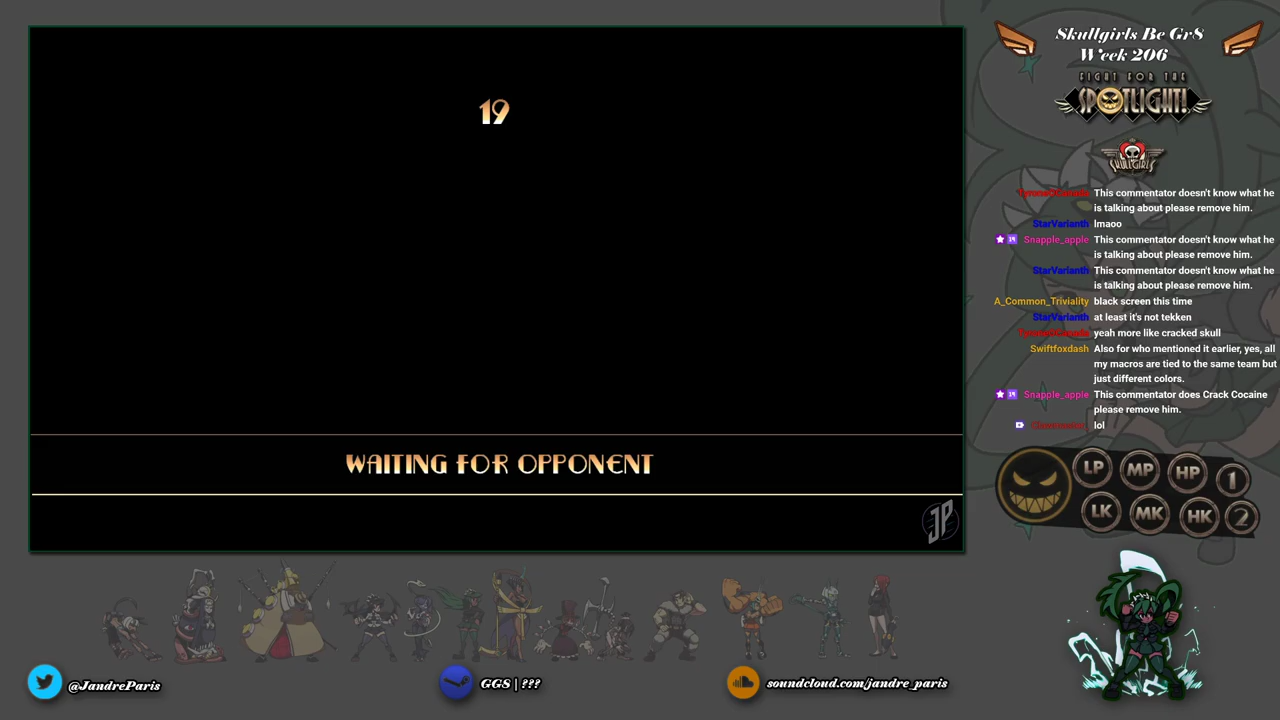 19
WAITING FOR OPPONENT
JP
Skullgirls Be Gr8
Week 206
FIGHT FOR THE
SPOTLIGHT!
SKULLGIRLS
This commentator doesn't know what he
is talking about please remove him.
StarVarianth lmaoo
19 Snapple_apple This commentator doesn't know what he
is talking about please remove him.
StarVarianth This commentator doesn't know what he
is talking about please remove him.
A_Common_Triviality black screen this time
StarVarianth at least it's not tekken
yeah more like cracked skull
Swiftfoxdash Also for who mentioned it earlier, yes, all
my macros are tied to the same team but
just different colors.
19 Snapple_apple This commentator does Crack Cocaine
please remove him.
lol
LP MP HP 1
LK MK HK 2
@JandreParis
GGS | ???
soundcloud.com/jandre_paris